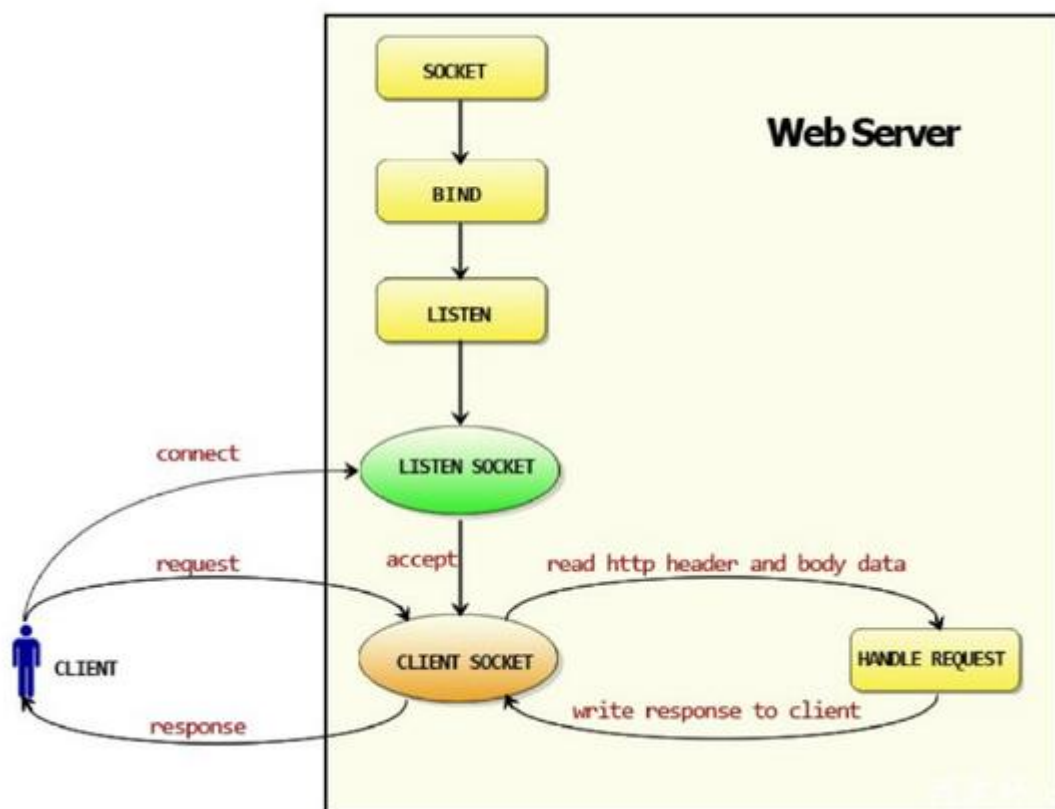 SOCKET
Web Server
BIND
LISTEN
connect
LISTEN SOCKET
request
accept
read http header and body data
CLIENT
CLIENT SOCKET
HANDLE REQUEST
response
write response to client